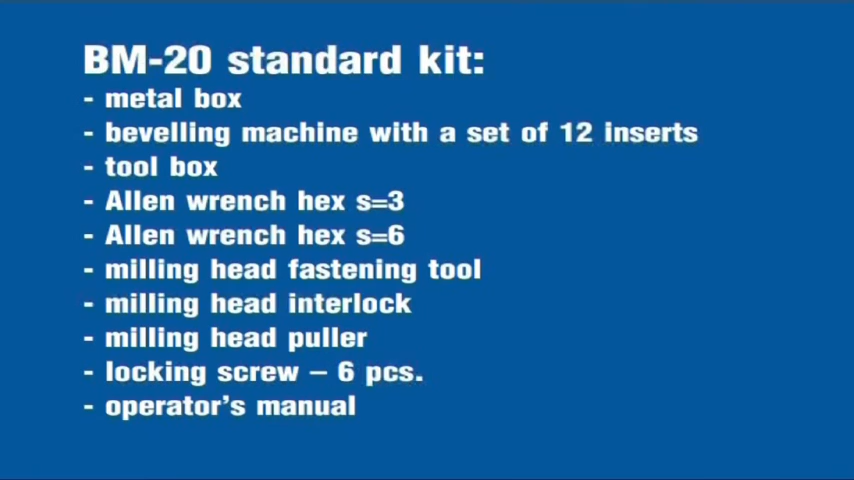 BM-20 standard kit:
- metal box
- bevelling machine with a set of 12 inserts
- tool box
- Allen wrench hex s=3
- Allen wrench hex s=6
- milling head fastening tool
- milling head interlock
- milling head puller
- locking screw – 6 pcs.
- operator’s manual